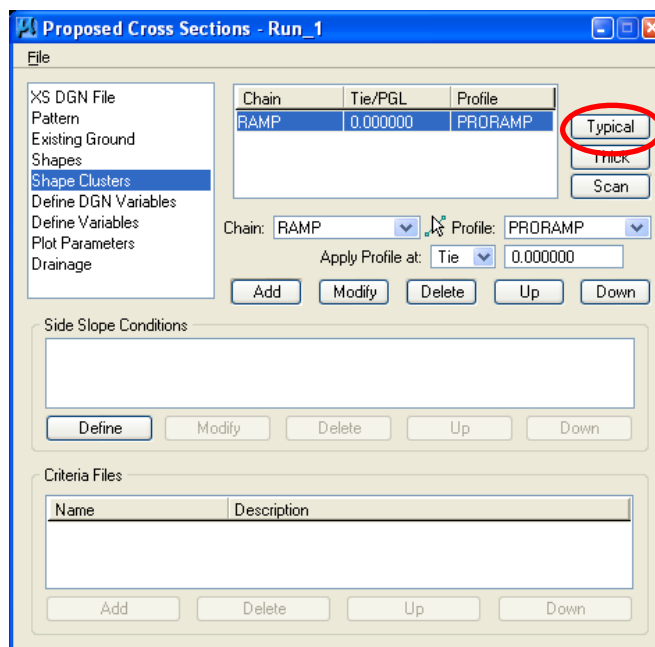 Proposed Cross Sections - Run_1
File
XS DGN File
Pattern
Existing Ground
Shapes
Shape Clusters
Define DGN Variables
Define Variables
Plot Parameters
Drainage
Chain Tie/PGL Profile
RAMP 0.000000 PRORAMP
Typical
Thick
Scan
Chain: RAMP Profile: PRORAMP
Apply Profile at: Tie 0.000000
Add Modify Delete Up Down
Side Slope Conditions
Define Modify Delete Up Down
Criteria Files
Name Description
Add Delete Up Down